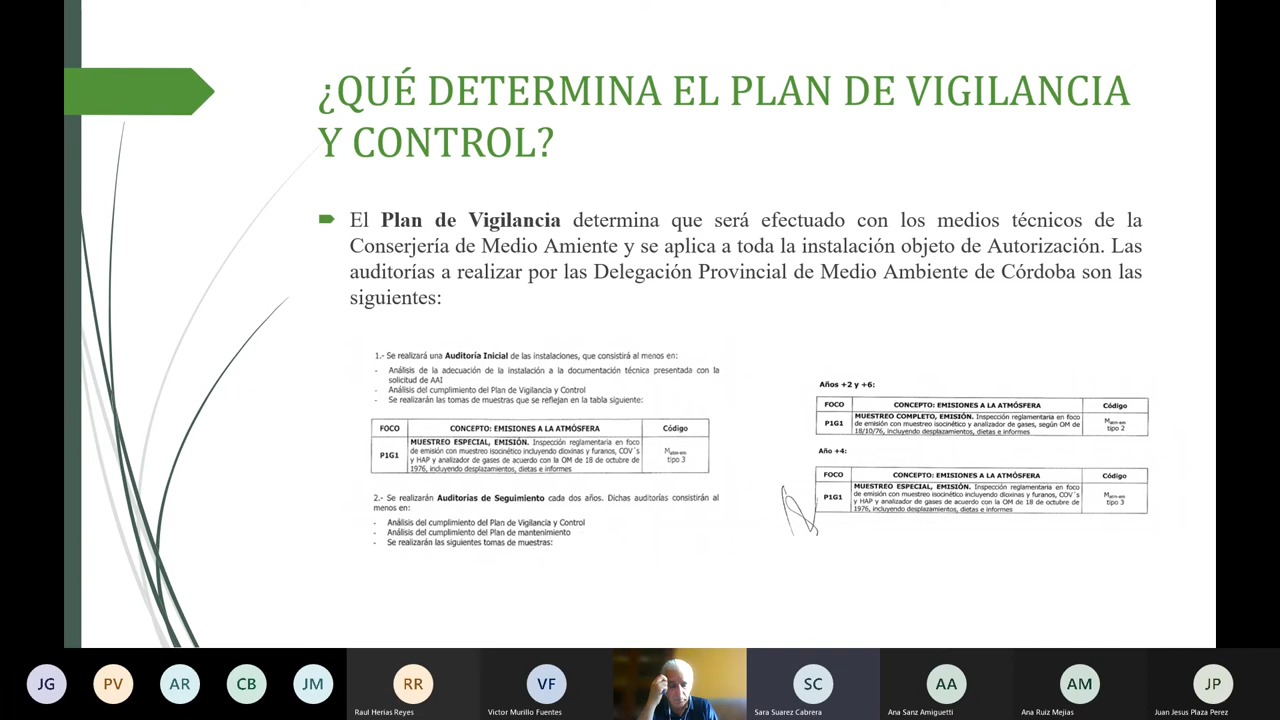 ¿QUÉ DETERMINA EL PLAN DE VIGILANCIA
Y CONTROL?
El Plan de Vigilancia determina que será efectuado con los medios técnicos de la
Conserjería de Medio Amiente y se aplica a toda la instalación objeto de Autorización. Las
auditorías a realizar por las Delegación Provincial de Medio Ambiente de Córdoba son las
siguientes:
1.- Se realizará una Auditoría Inicial de las instalaciones, que consistirá al menos en:
- Análisis de la adecuación de la instalación a la documentación técnica presentada con la
solicitud de AAI
- Análisis del cumplimiento del Plan de Vigilancia y Control
- Se realizarán las tomas de muestras que se reflejan en la tabla siguiente:
FOCO CONCEPTO: EMISIONES A LA ATMÓSFERA Código
P1G1 MUESTREO ESPECIAL, EMISIÓN. Inspección reglamentaria en foco
de emisión con muestreo isocinético incluyendo dioxinas y furanos, COV´s
y HAP y analizador de gases de acuerdo con la OM de 18 de octubre de
1976, incluyendo desplazamientos, dietas e informes
Matm-em
tipo 3
2.- Se realizarán Auditorías de Seguimiento cada dos años. Dichas auditorías consistirán al
menos en:
- Análisis del cumplimiento del Plan de Vigilancia y Control
- Análisis del cumplimiento del Plan de mantenimiento
- Se realizarán las siguientes tomas de muestras:
Años +2 y +6:
FOCO CONCEPTO: EMISIONES A LA ATMÓSFERA Código
P1G1 MUESTREO COMPLETO, EMISIÓN. Inspección reglamentaria en foco
de emisión con muestreo isocinético y analizador de gases, según OM de
18/10/76, incluyendo desplazamientos, dietas e informes
Matm-em
tipo 2
Año +4:
FOCO CONCEPTO: EMISIONES A LA ATMÓSFERA Código
P1G1 MUESTREO ESPECIAL, EMISIÓN. Inspección reglamentaria en foco
de emisión con muestreo isocinético incluyendo dioxinas y furanos, COV´s
y HAP y analizador de gases de acuerdo con la OM de 18 de octubre de
1976, incluyendo desplazamientos, dietas e informes
Matm-em
tipo 3
JG PV AR CB JM RR VF SC AA AM JP
Raul Herias Reyes Victor Murillo Fuentes Sara Suarez Cabrera Ana Sanz Amiguetti Ana Ruiz Mejias Juan Jesus Plaza Perez